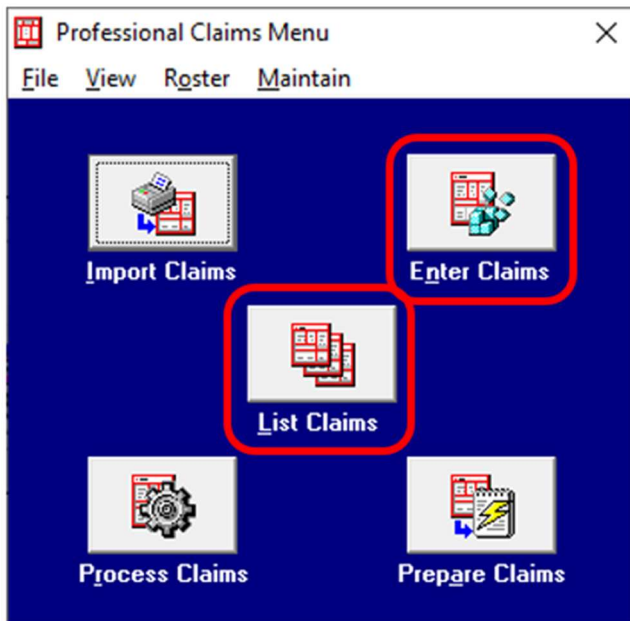 Professional Claims Menu
File View Roster Maintain
Import Claims
Enter Claims
List Claims
Process Claims
Prepare Claims